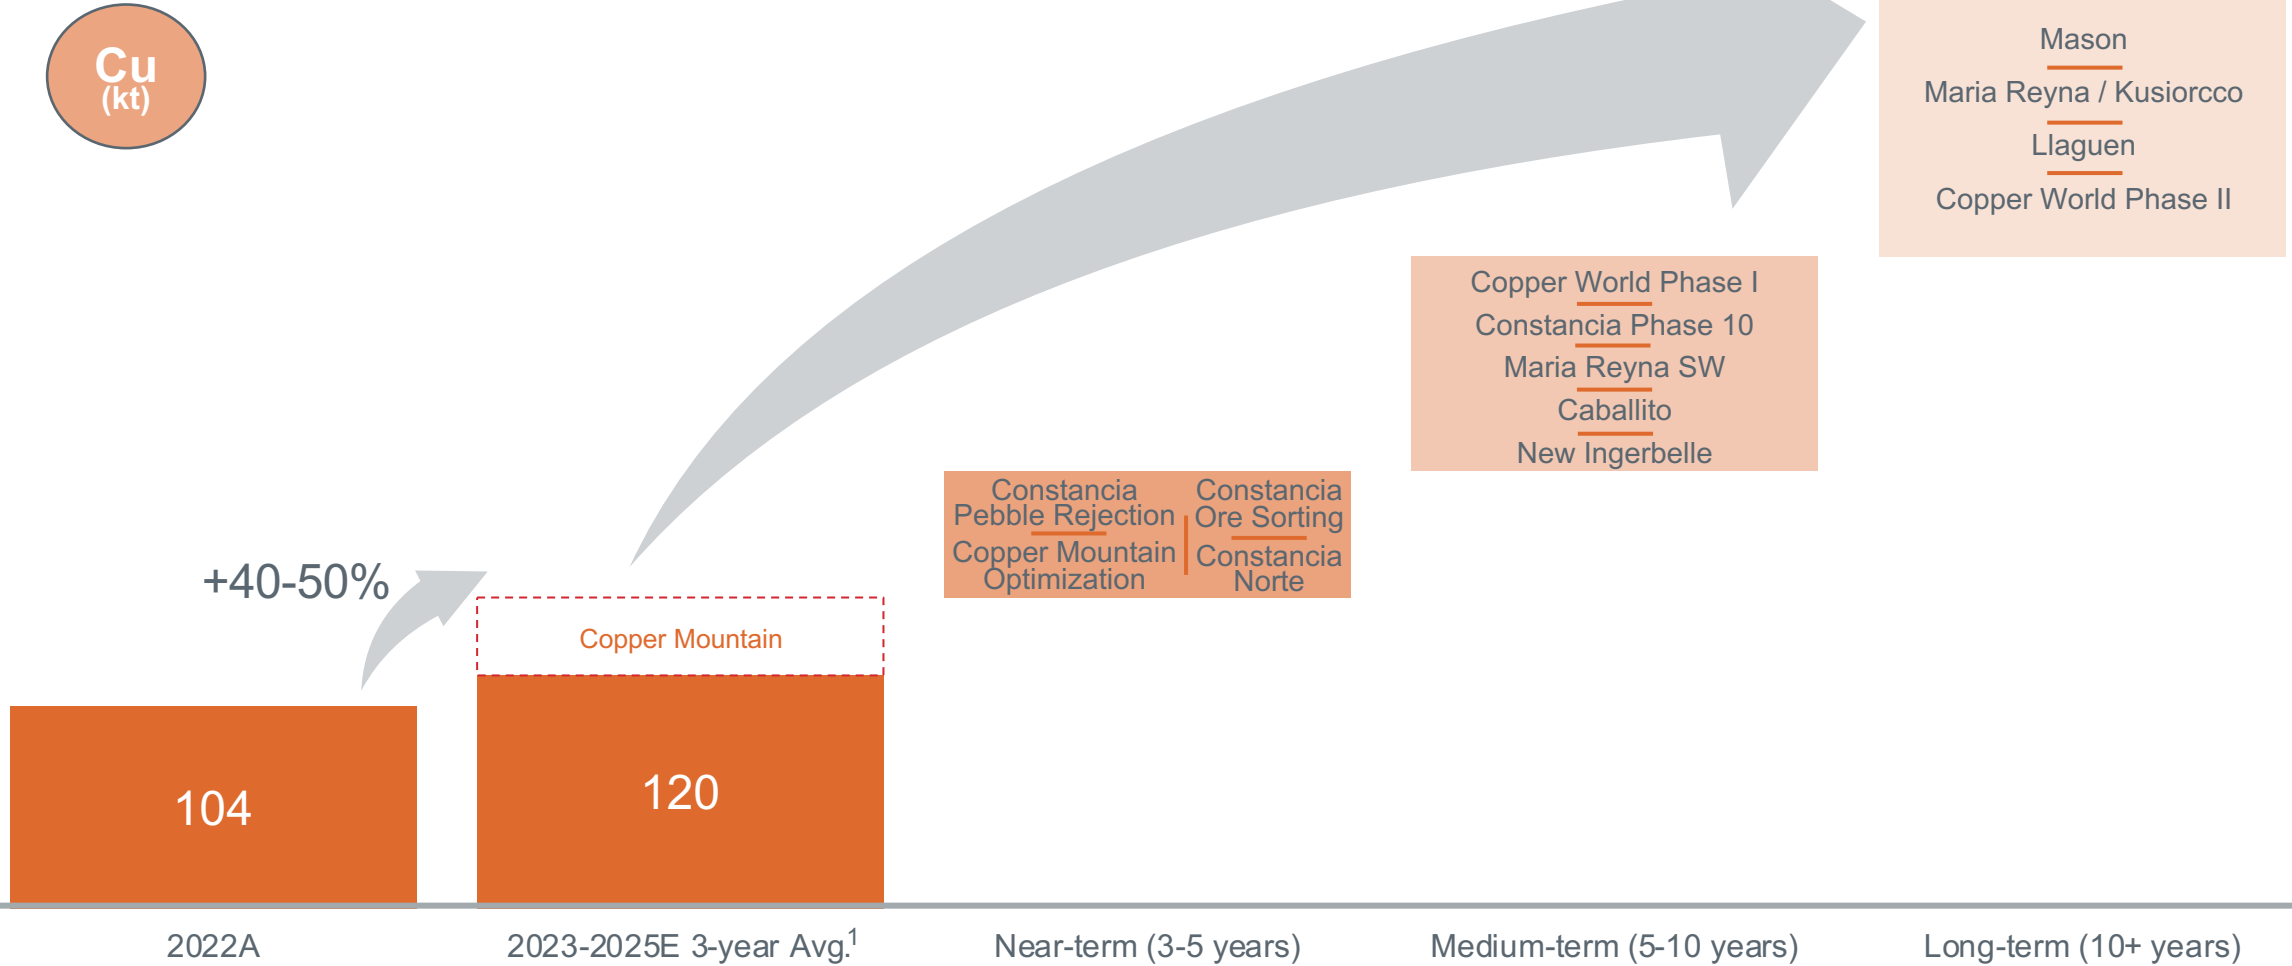 Cu
(kt)
Mason
Maria Reyna / Kusiorcco
Llaguen
Copper World Phase II
Copper World Phase I
Constancia Phase 10
Maria Reyna SW
Caballito
New Ingerbelle
Constancia
Pebble Rejection
Copper Mountain
Optimization
Constancia
Ore Sorting
Constancia
Norte
+40-50%
Copper Mountain
104
120
2022A
2023-2025E 3-year Avg.¹
Near-term (3-5 years)
Medium-term (5-10 years)
Long-term (10+ years)